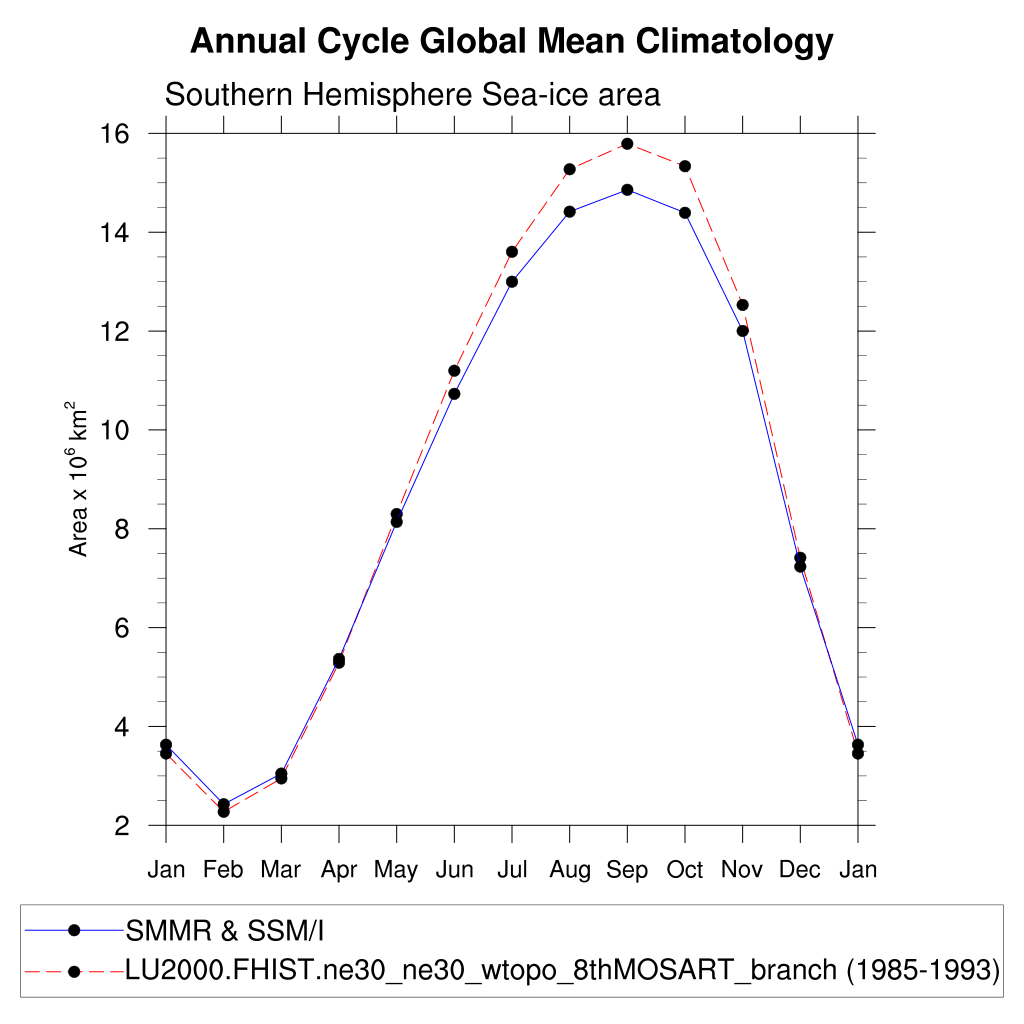 Annual Cycle Global Mean Climatology
Southern Hemisphere Sea-ice area
16
14
12
10
8
6
4
2
Area x 10⁶ km²
Jan Feb Mar Apr May Jun Jul Aug Sep Oct Nov Dec Jan
SMMR & SSM/I
LU2000.FHIST.ne30_ne30_wtopo_8thMOSART_branch (1985-1993)